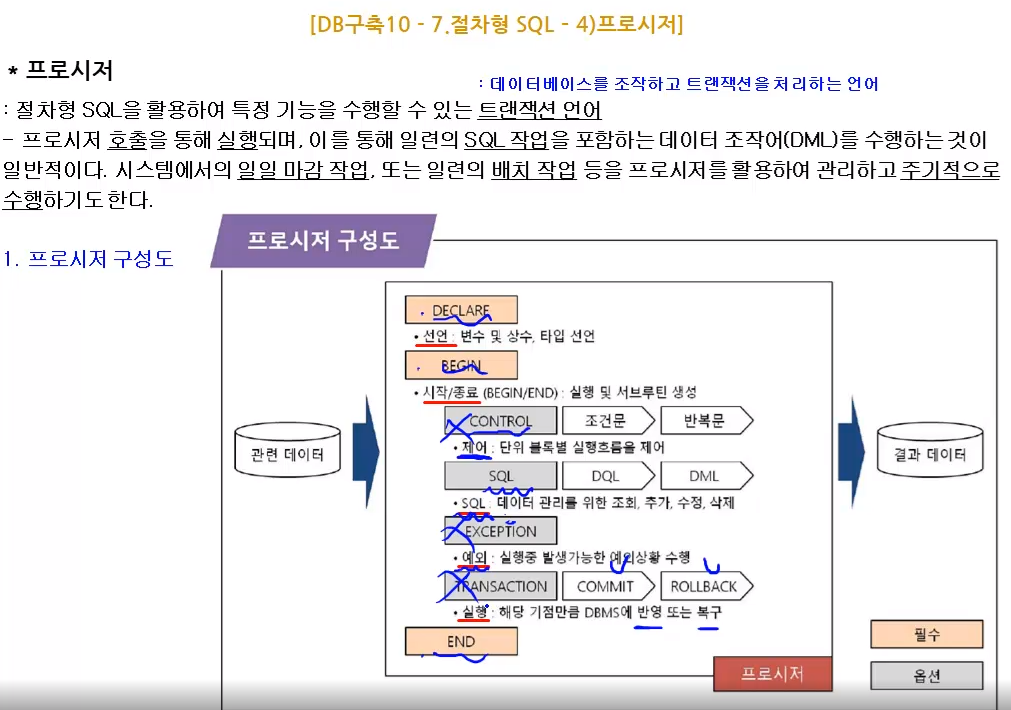 [DB구축10 - 7.절차형 SQL - 4)프로시저]
* 프로시저
: 데이터베이스를 조작하고 트랜잭션을 처리하는 언어
: 절차형 SQL을 활용하여 특정 기능을 수행할 수 있는 트랜잭션 언어
- 프로시저 호출을 통해 실행되며, 이를 통해 일련의 SQL 작업을 포함하는 데이터 조작어(DML)를 수행하는 것이
일반적이다. 시스템에서의 일일 마감 작업, 또는 일련의 배치 작업 등을 프로시저를 활용하여 관리하고 주기적으로
수행하기도 한다.
1. 프로시저 구성도
프로시저 구성도
관련 데이터
DECLARE
• 선언 : 변수 및 상수, 타입 선언
BEGIN
• 시작/종료 (BEGIN/END) : 실행 및 서브루틴 생성
CONTROL 조건문 반복문
• 제어 : 단위 블록별 실행흐름을 제어
SQL DQL DML
• SQL : 데이터 관리를 위한 조회, 추가, 수정, 삭제
EXCEPTION
• 예외 : 실행중 발생가능한 예외상황 수행
TRANSACTION COMMIT ROLLBACK
• 실행 : 해당 기점만큼 DBMS에 반영 또는 복구
END
프로시저
결과 데이터
필수
옵션